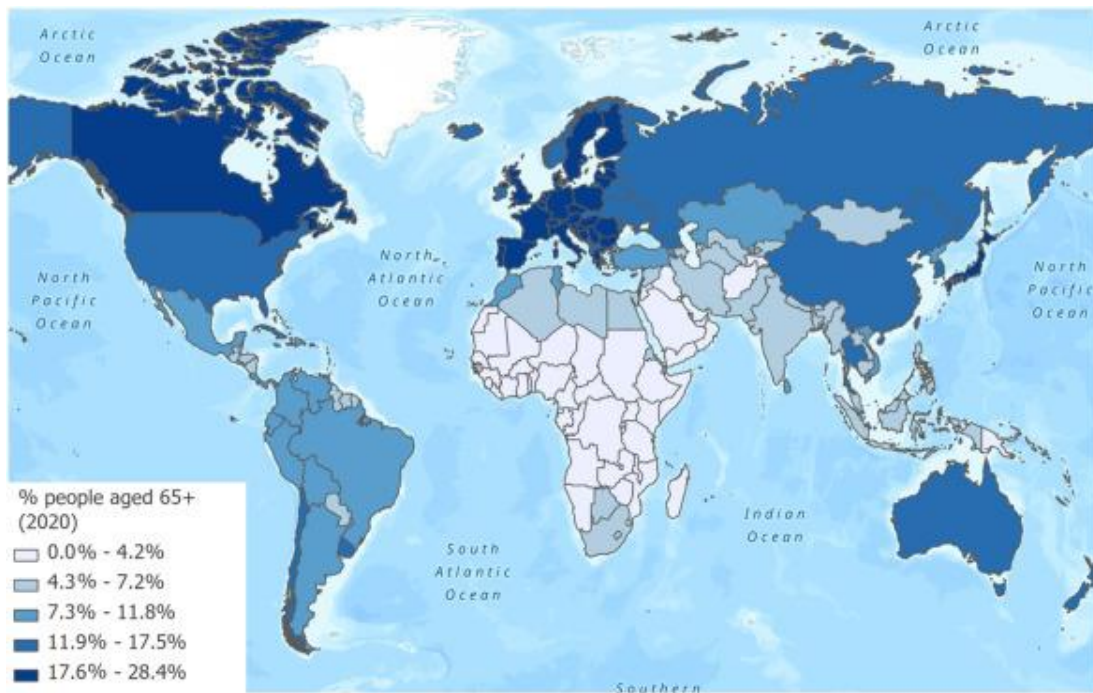 Arctic
Ocean
Arctic
Ocean
North
Pacific
Ocean
North
Atlantic
Ocean
North
Pacific
Ocean
South
Atlantic
Ocean
Indian
Ocean
Southern
% people aged 65+
(2020)
0.0% - 4.2%
4.3% - 7.2%
7.3% - 11.8%
11.9% - 17.5%
17.6% - 28.4%